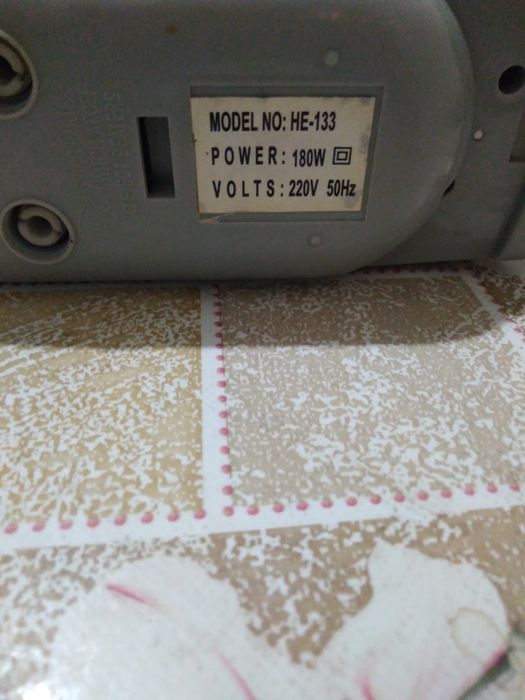 MODEL NO: HE-133
POWER: 180W
VOLTS: 220V 50Hz